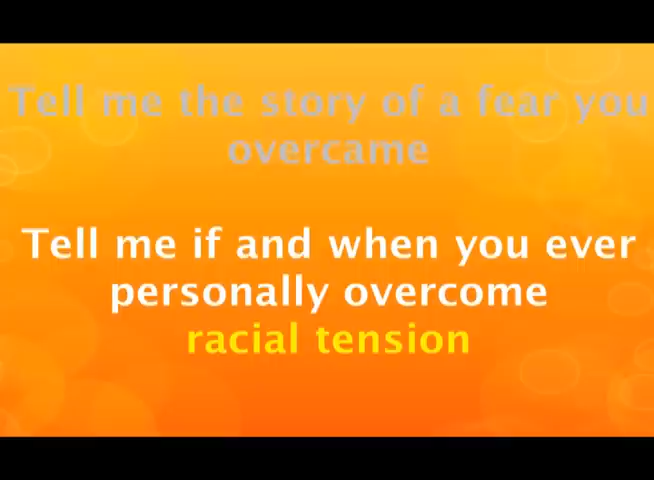 Tell me the story of a fear you
overcame
Tell me if and when you ever
personally overcome
racial tension